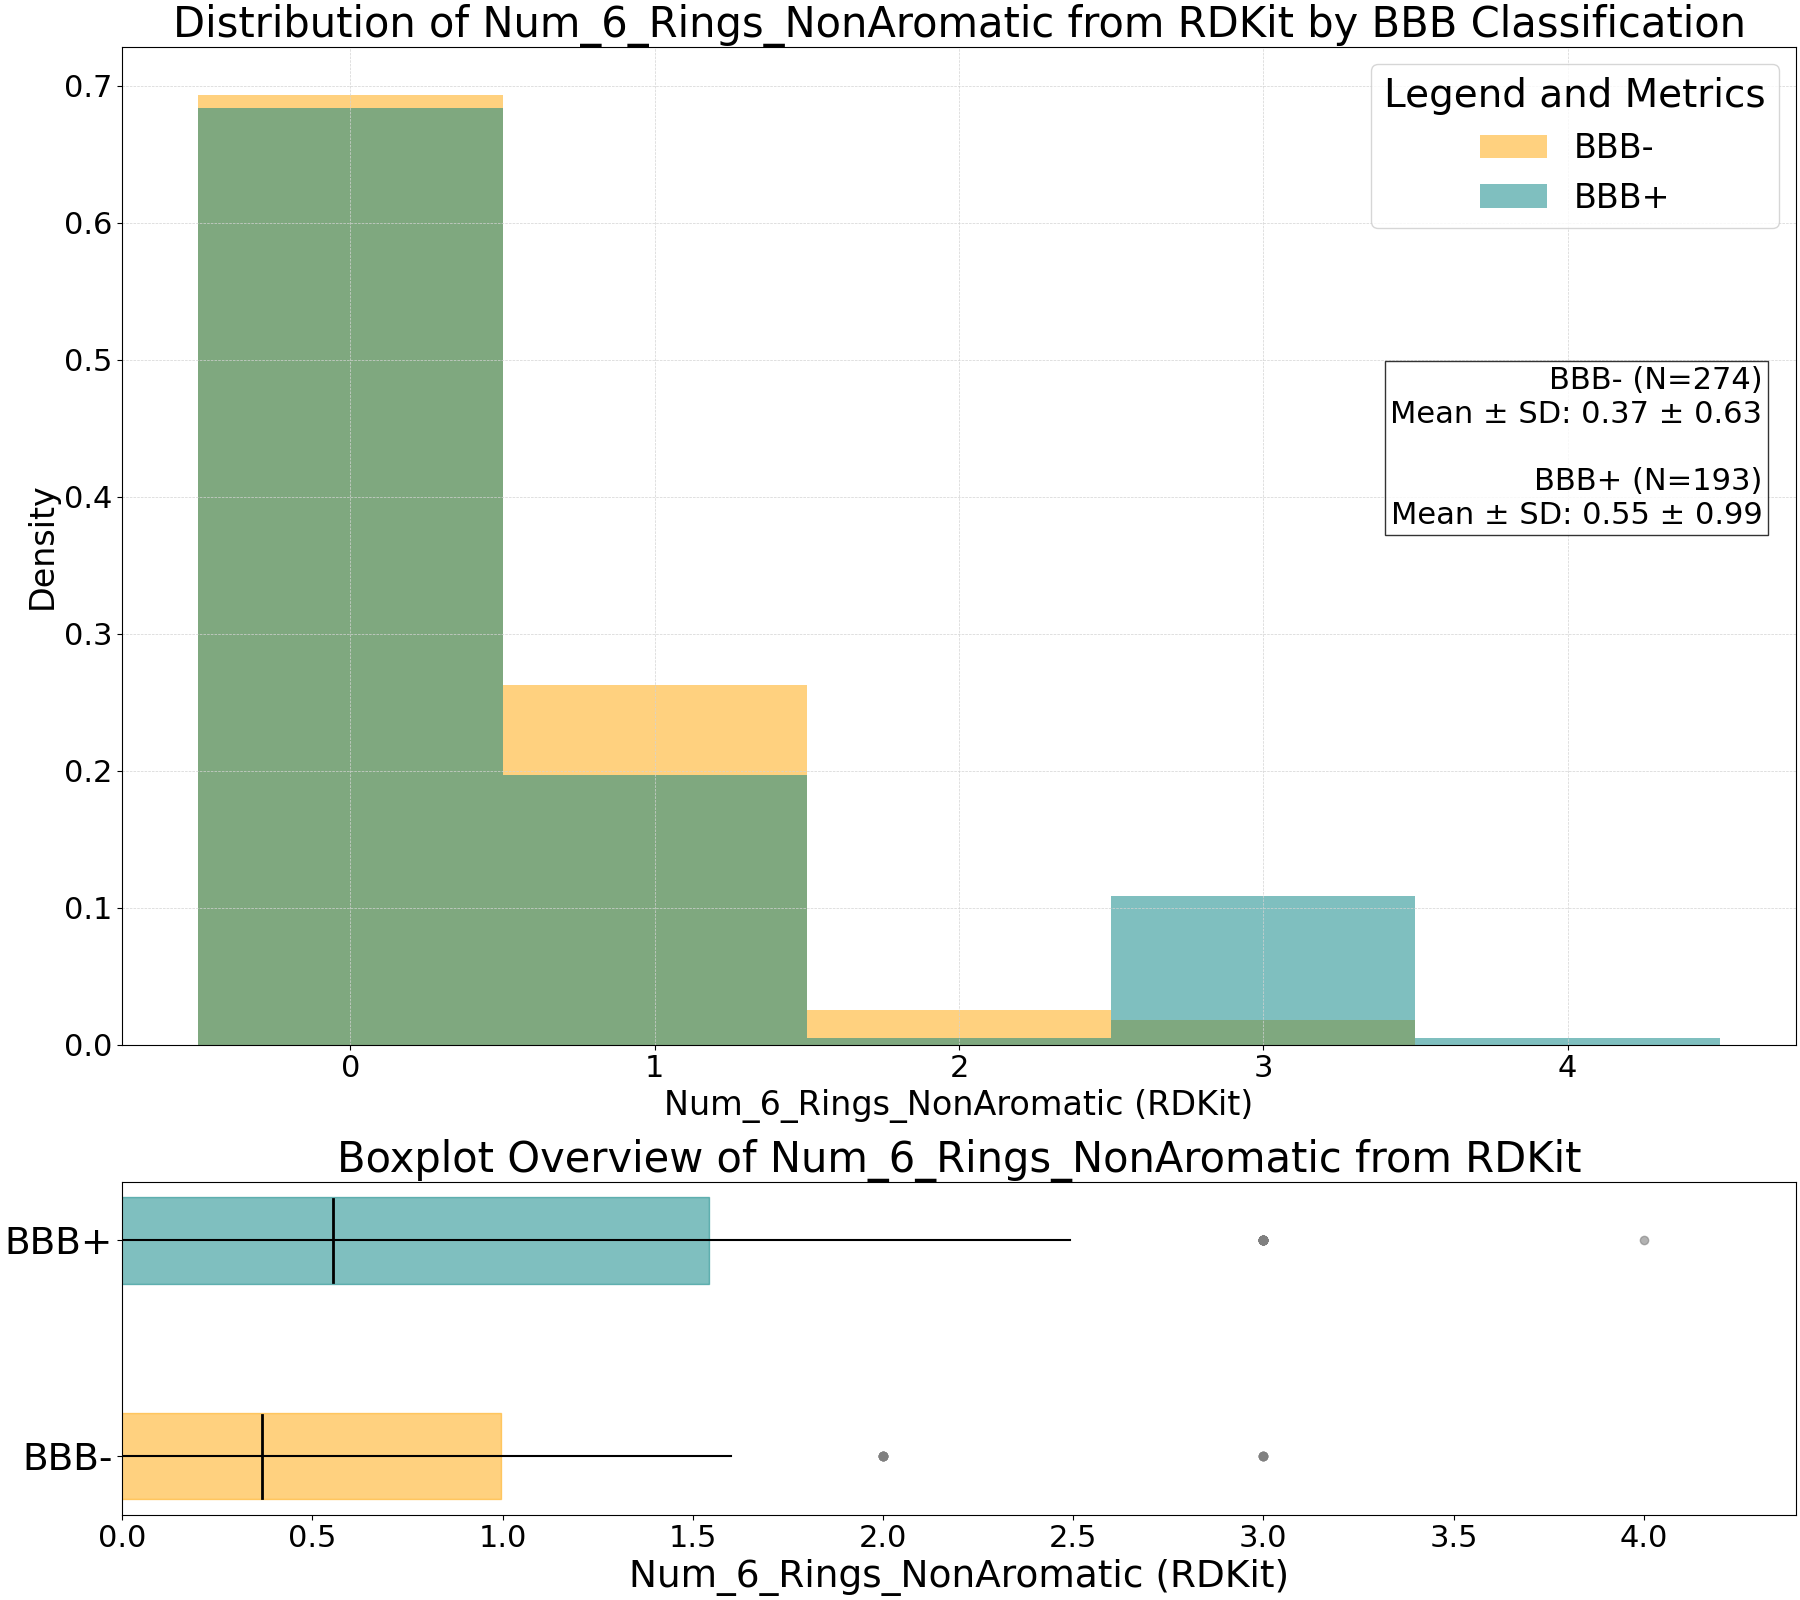 Distribution of Num_6_Rings_NonAromatic from RDKit by BBB Classification
Legend and Metrics
BBB-
BBB+
BBB- (N=274)
Mean ± SD: 0.37 ± 0.63
BBB+ (N=193)
Mean ± SD: 0.55 ± 0.99
Density
0.7
0.6
0.5
0.4
0.3
0.2
0.1
0.0
0 1 2 3 4
Num_6_Rings_NonAromatic (RDKit)
Boxplot Overview of Num_6_Rings_NonAromatic from RDKit
BBB+
BBB-
0.0 0.5 1.0 1.5 2.0 2.5 3.0 3.5 4.0
Num_6_Rings_NonAromatic (RDKit)